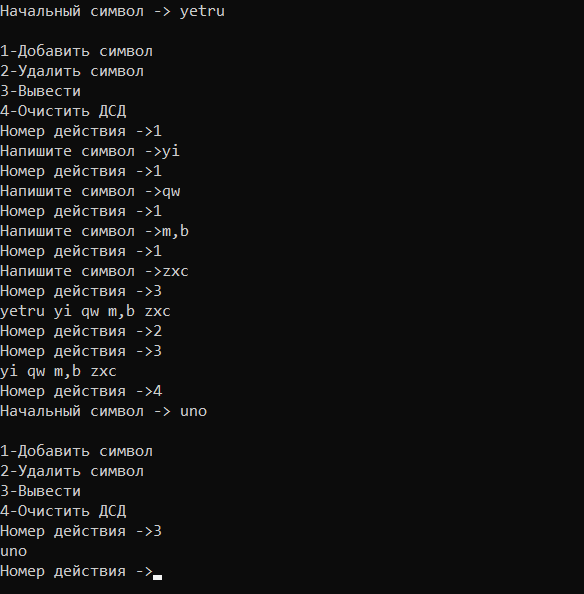 Начальный символ -> yetru
1-Добавить символ
2-Удалить символ
3-Вывести
4-Очистить ДСД
Номер действия ->1
Напишите символ ->yi
Номер действия ->1
Напишите символ ->qw
Номер действия ->1
Напишите символ ->m,b
Номер действия ->1
Напишите символ ->zxc
Номер действия ->3
yetru yi qw m,b zxc
Номер действия ->2
Номер действия ->3
yi qw m,b zxc
Номер действия ->4
Начальный символ -> uno
1-Добавить символ
2-Удалить символ
3-Вывести
4-Очистить ДСД
Номер действия ->3
uno
Номер действия ->